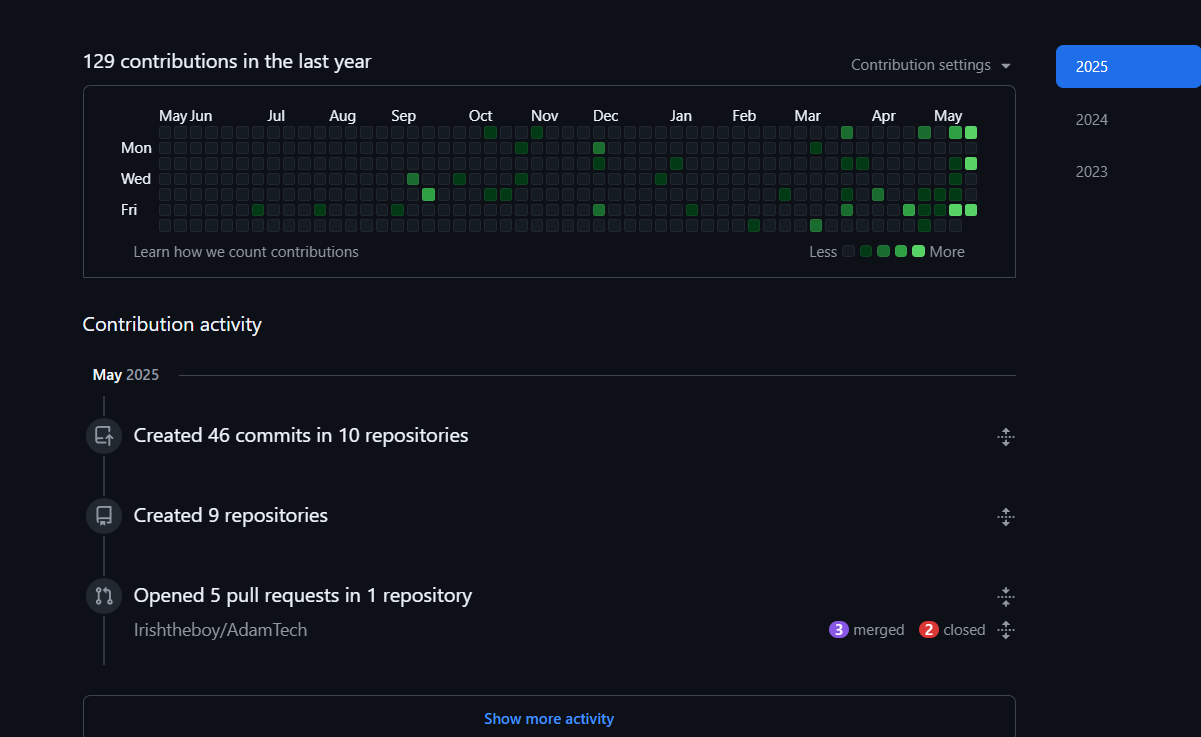 129 contributions in the last year
Contribution settings
2025
2024
2023
May Jun Jul Aug Sep Oct Nov Dec Jan Feb Mar Apr May
Mon
Wed
Fri
Learn how we count contributions
Less More
Contribution activity
May 2025
Created 46 commits in 10 repositories
Created 9 repositories
Opened 5 pull requests in 1 repository
Irishtheboy/AdamTech 3 merged 2 closed
Show more activity